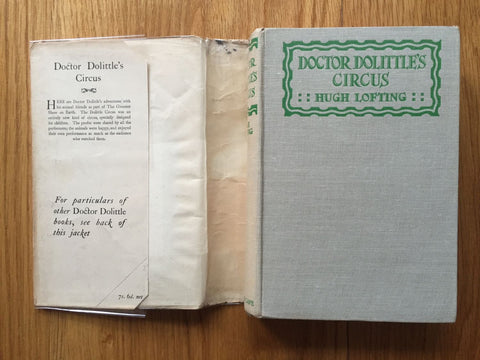 Doctor Dolittle's
Circus
HERE are Doctor Dolittle's adventures with
his animal friends as part of The Greatest
Show on Earth. The Dolittle Circus was an
entirely new kind of circus, specially designed
for children. The profits were shared by all the
performers; the animals were happy, and enjoyed
their own performance as much as the audience
who watched them.
For particulars of
other Doctor Dolittle
books, see back of
this jacket
7s. 6d. net
DOCTOR DOLITTLE'S
CIRCUS
HUGH LOFTING